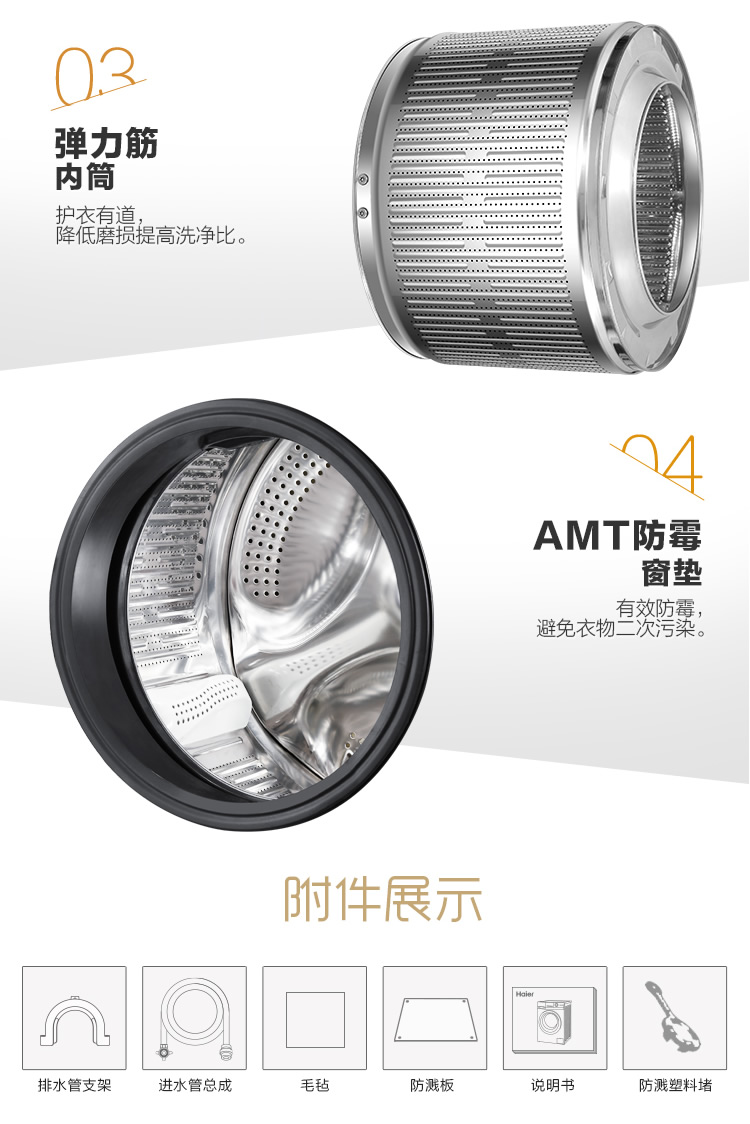 03
弹力筋
内筒
护衣有道，
降低磨损提高洗净比。
04
AMT防霉
窗垫
有效防霉，
避免衣物二次污染。
附件展示
Haier
排水管支架
进水管总成
毛毡
防溅板
说明书
防溅塑料堵